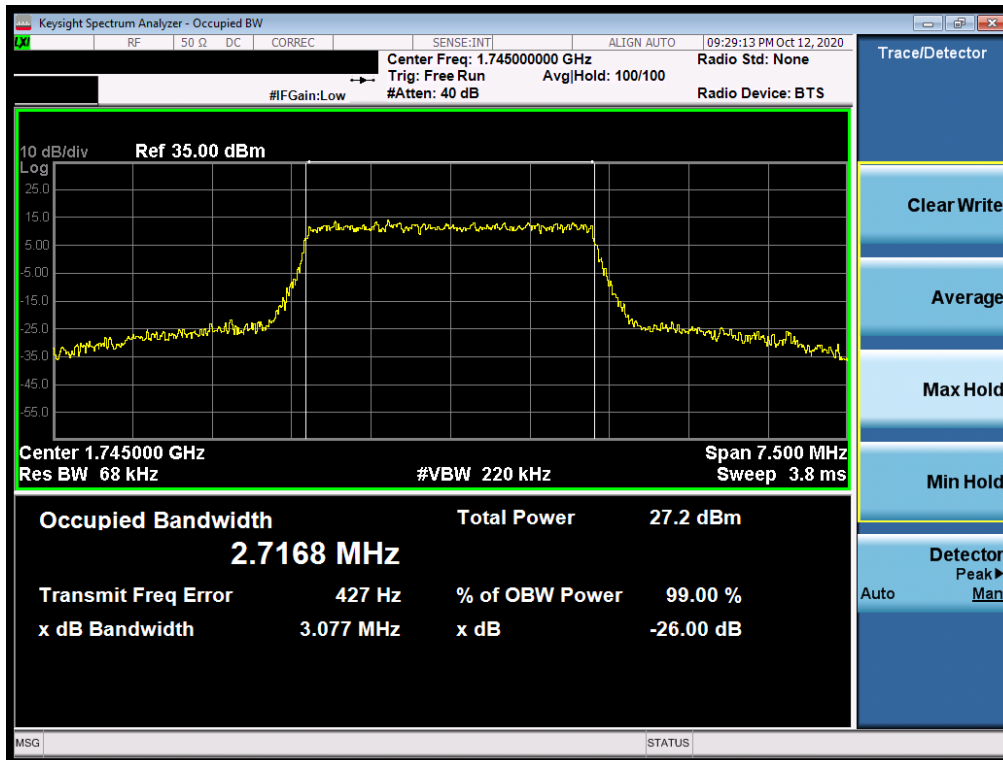 Keysight Spectrum Analyzer - Occupied BW
LXI RF 50 Ω DC CORREC SENSE:INT ALIGN AUTO 09:29:13 PM Oct 12, 2020
Center Freq: 1.745000000 GHz Radio Std: None
Trig: Free Run Avg|Hold: 100/100
#IFGain:Low #Atten: 40 dB Radio Device: BTS
10 dB/div Ref 35.00 dBm
Log
25.0
15.0
5.00
-5.00
-15.0
-25.0
-35.0
-45.0
-55.0
Center 1.745000 GHz Span 7.500 MHz
Res BW 68 kHz #VBW 220 kHz Sweep 3.8 ms
Occupied Bandwidth Total Power 27.2 dBm
2.7168 MHz
Transmit Freq Error 427 Hz % of OBW Power 99.00 %
x dB Bandwidth 3.077 MHz x dB -26.00 dB
MSG STATUS
Trace/Detector
Clear Write
Average
Max Hold
Min Hold
Detector
Peak▶
Auto Man